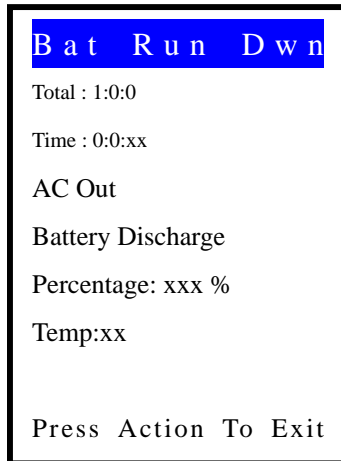 Bat Run Dwn
Total : 1:0:0
Time : 0:0:xx
AC Out
Battery Discharge
Percentage: xxx %
Temp:xx
Press Action To Exit